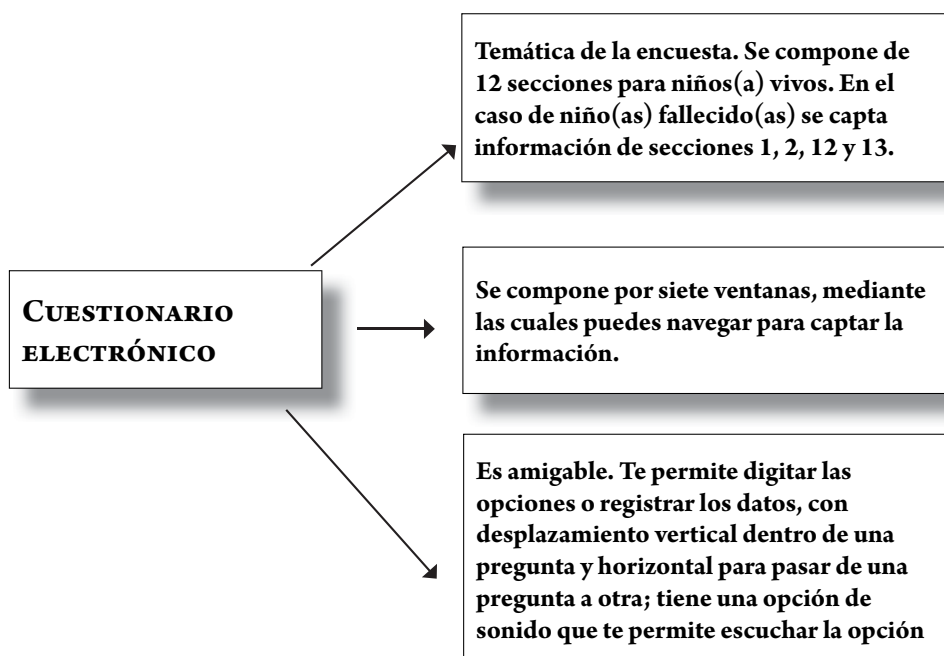 Temática de la encuesta. Se compone de
12 secciones para niños(a) vivos. En el
caso de niño(as) fallecido(as) se capta
información de secciones 1, 2, 12 y 13.
Cuestionario
electrónico
Se compone por siete ventanas, mediante
las cuales puedes navegar para captar la
información.
Es amigable. Te permite digitar las
opciones o registrar los datos, con
desplazamiento vertical dentro de una
pregunta y horizontal para pasar de una
pregunta a otra; tiene una opción de
sonido que te permite escuchar la opción